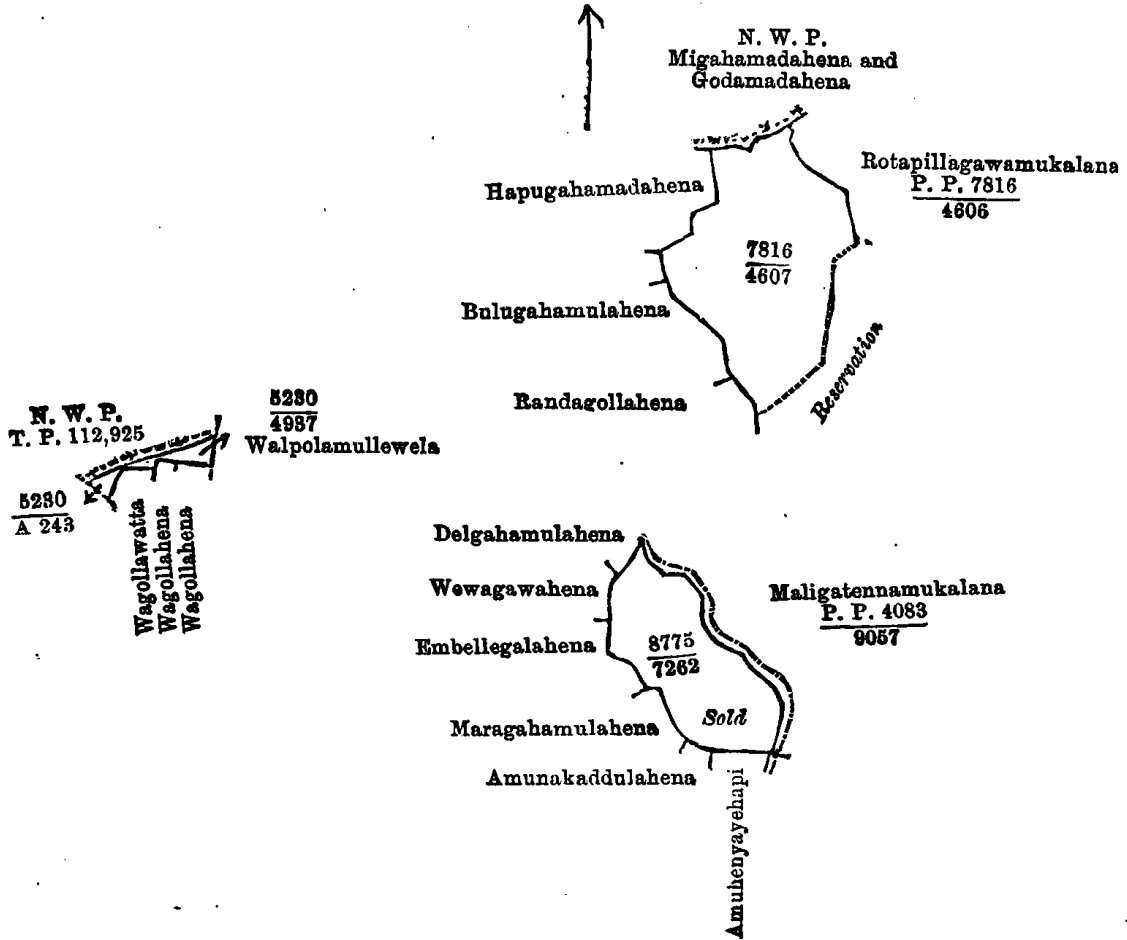 N. W. P.
Migahamadahena and
Godamadahena
Hapugahamadahena
Rotapillagawamukalana
P. P. 7816
4606
7816
4607
Bulugahamulahena
Randagollahena
Reservation
N. W. P.
T. P. 112,925
5230
4937
Walpolamullewela
5230
A 243
Wagollawatta
Wagollahena
Wagollahena
Delgahamulahena
Wewagawahena
Embellegalahena
8775
7262
Maligatennamukalana
P. P. 4083
9057
Sold
Maragahamulahena
Amunakaddulahena
Amuhenyayehapi